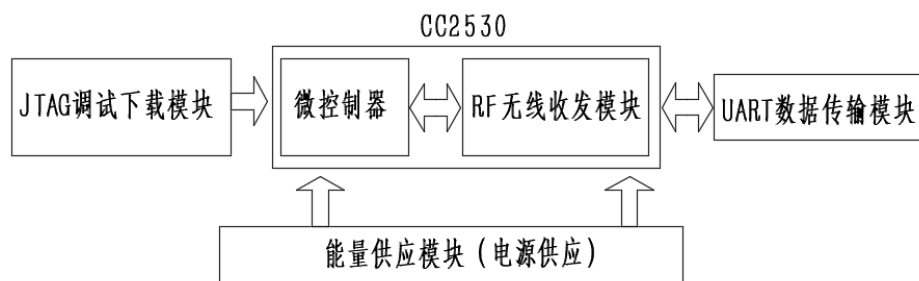 CC2530
JTAG调试下载模块
微控制器
RF无线收发模块
UART数据传输模块
能量供应模块（电源供应）